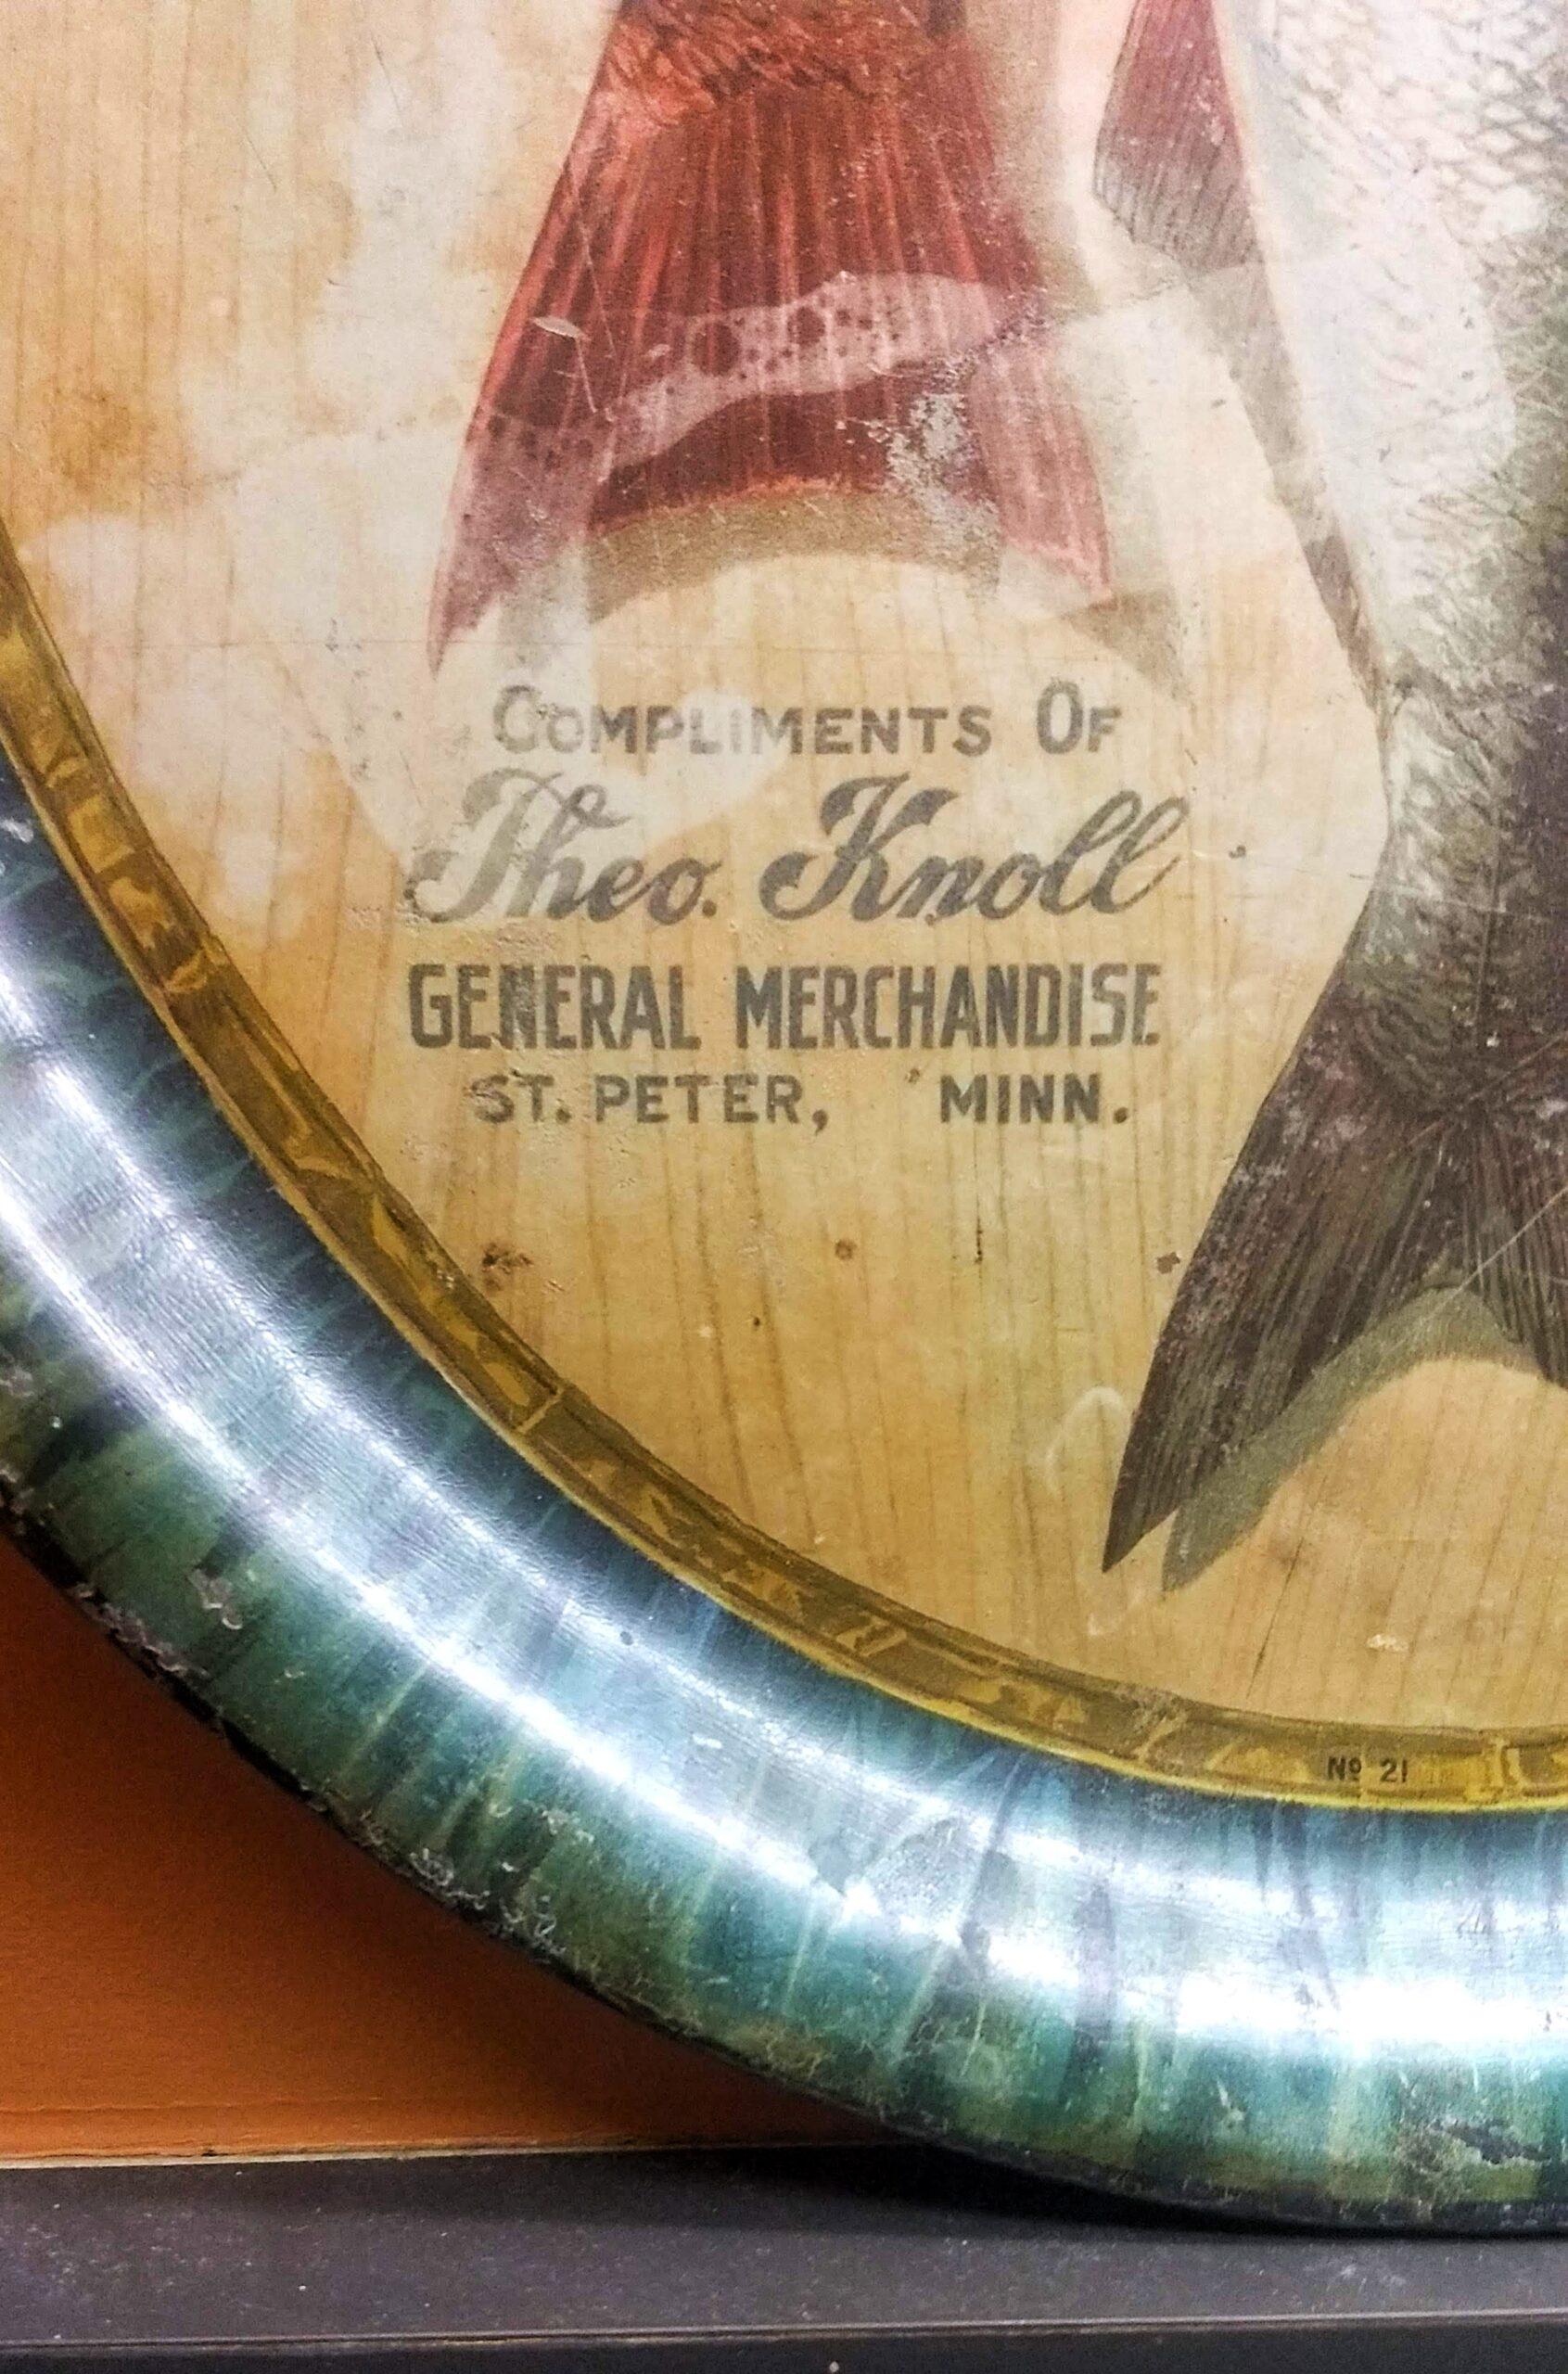 COMPLIMENTS OF
Theo. Knoll
GENERAL MERCHANDISE
ST. PETER, MINN.
Nº 21